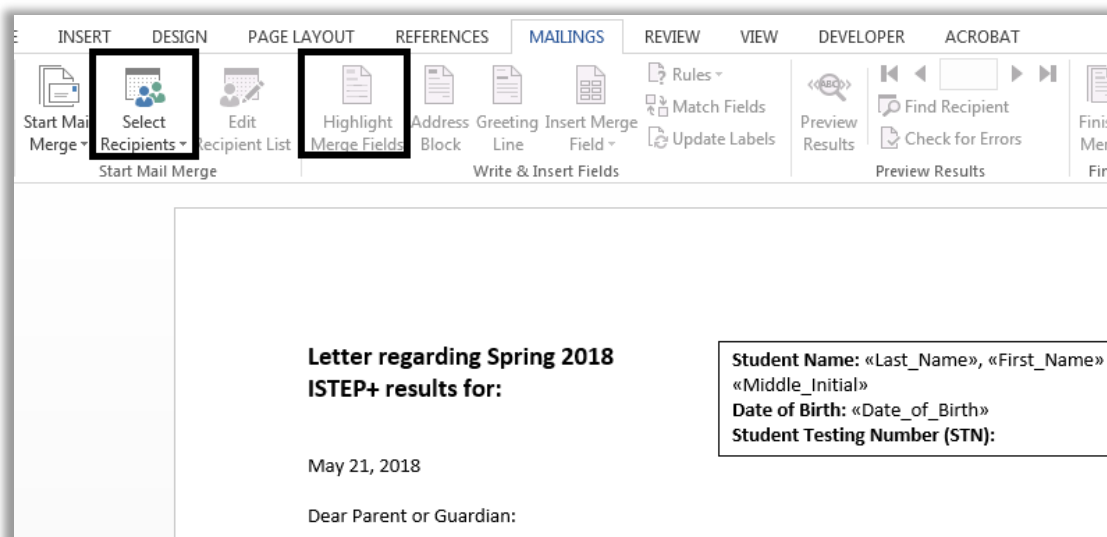 INSERT DESIGN PAGE LAYOUT REFERENCES MAILINGS REVIEW VIEW DEVELOPER ACROBAT
Start Mai
Merge
Select
Recipients
Edit
Recipient List
Highlight
Merge Fields
Address
Block
Greeting
Line
Insert Merge
Field
Rules
Match Fields
Update Labels
ABC
Preview
Results
Find Recipient
Check for Errors
Start Mail Merge
Write & Insert Fields
Preview Results
Letter regarding Spring 2018
ISTEP+ results for:
Student Name: «Last_Name», «First_Name»
«Middle_Initial»
Date of Birth: «Date_of_Birth»
Student Testing Number (STN):
May 21, 2018
Dear Parent or Guardian: